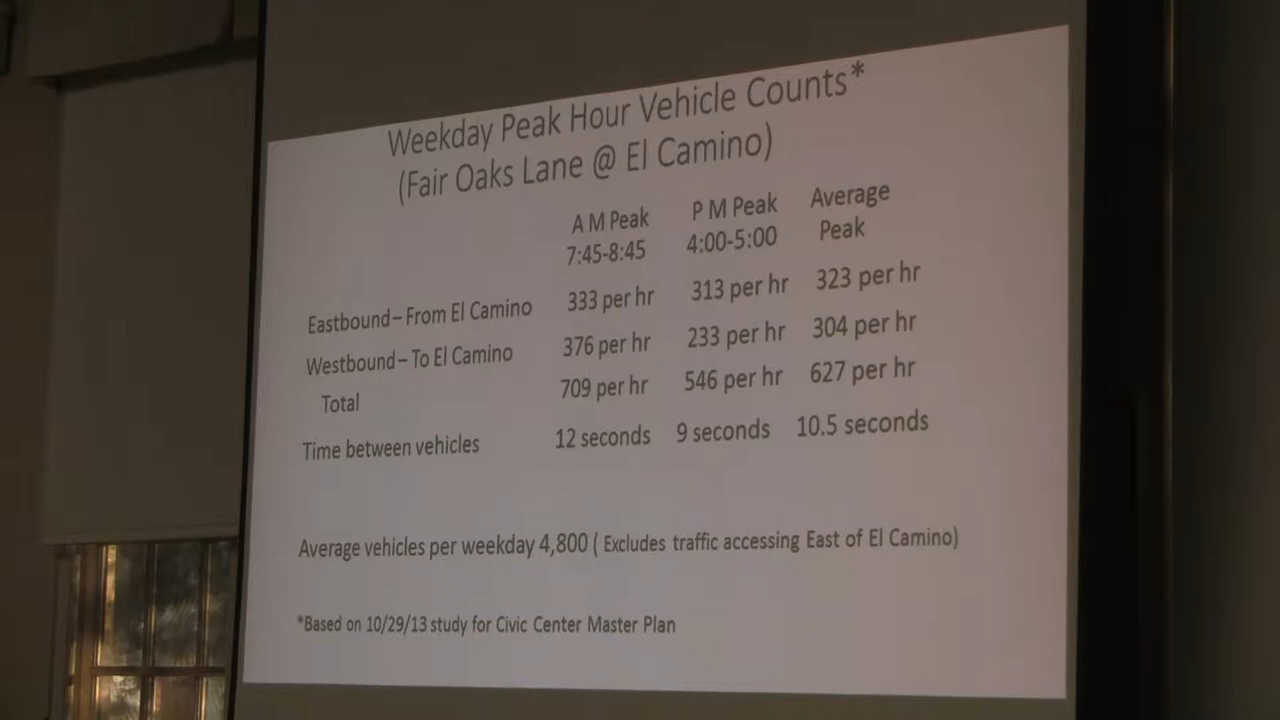 Weekday Peak Hour Vehicle Counts*
(Fair Oaks Lane @ El Camino)
A M Peak P M Peak Average
7:45-8:45 4:00-5:00 Peak
Eastbound – From El Camino 333 per hr 313 per hr 323 per hr
Westbound – To El Camino 376 per hr 233 per hr 304 per hr
Total 709 per hr 546 per hr 627 per hr
Time between vehicles 12 seconds 9 seconds 10.5 seconds
Average vehicles per weekday 4,800 ( Excludes traffic accessing East of El Camino)
*Based on 10/29/13 study for Civic Center Master Plan